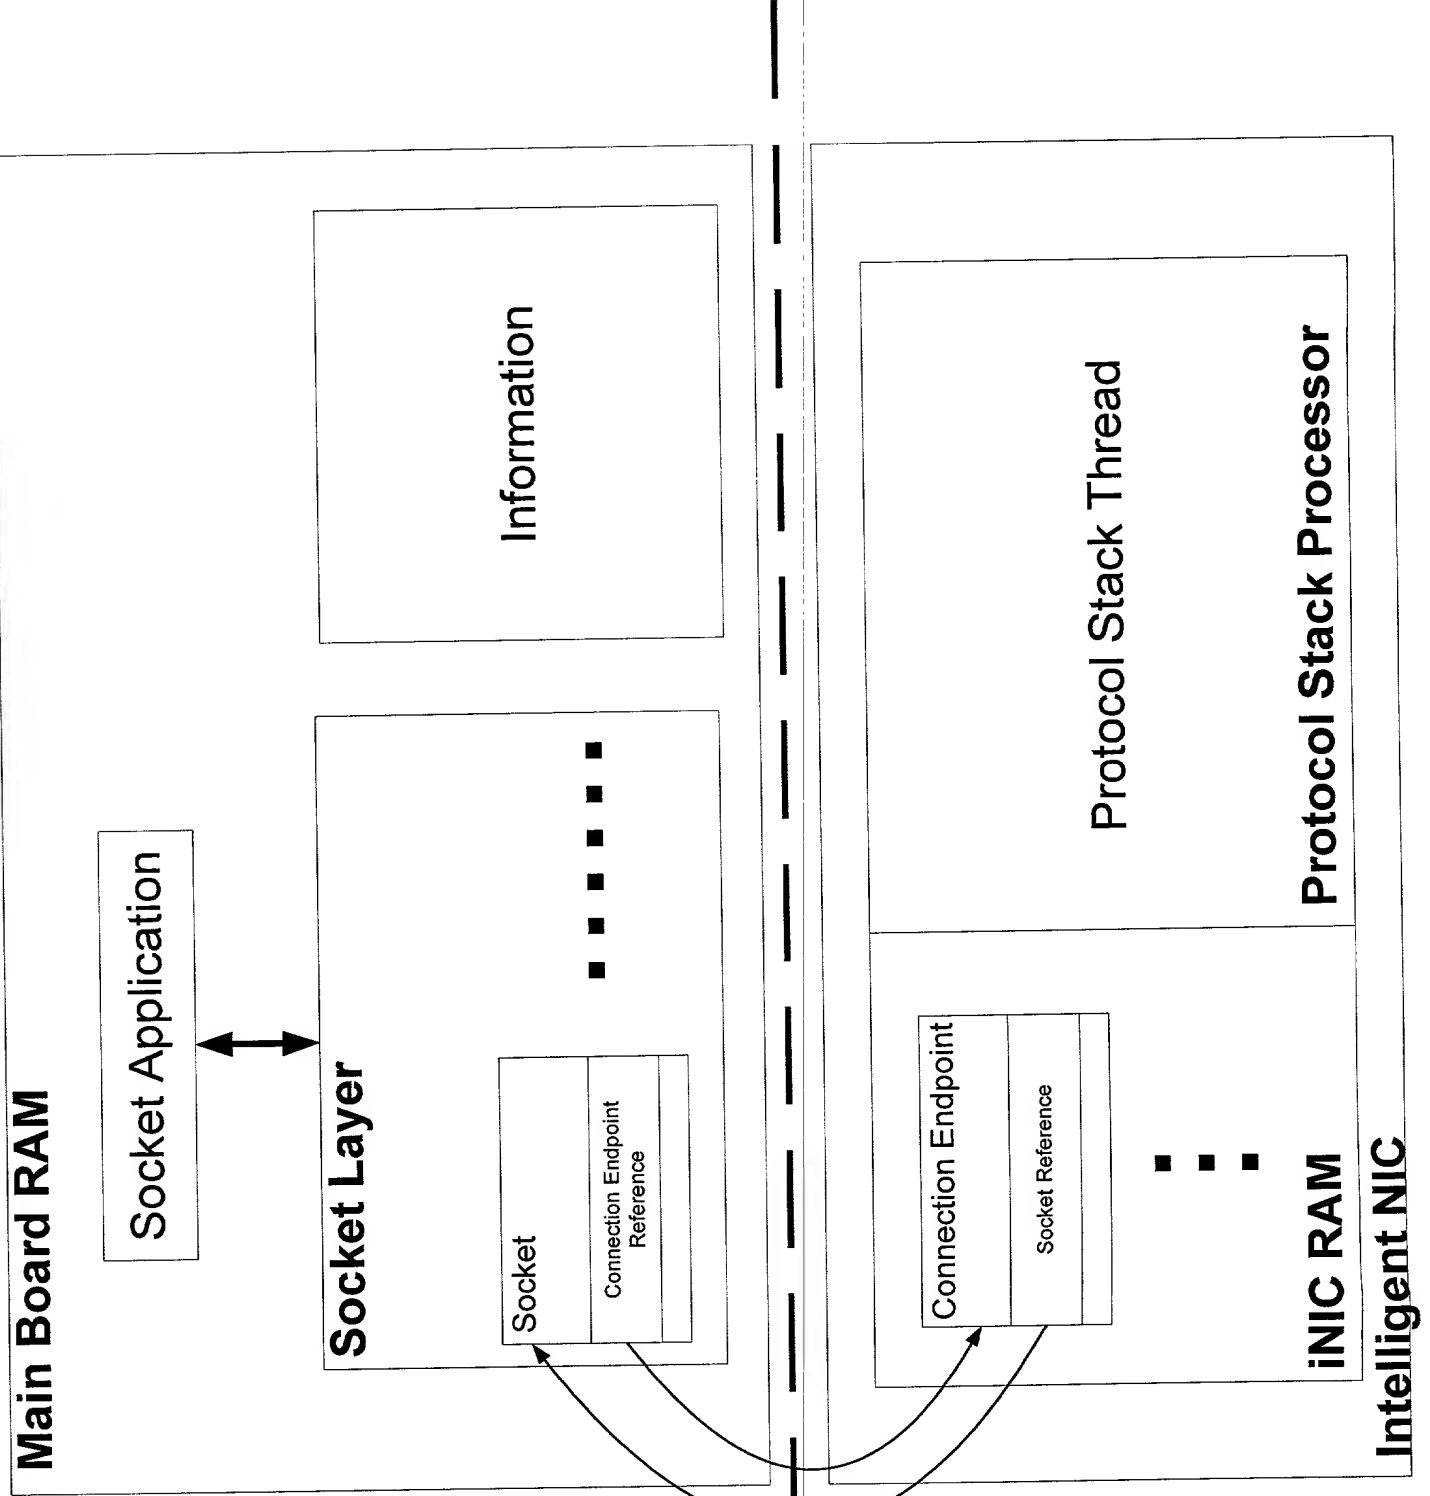 Main Board RAM
Socket Application
Socket Layer
Socket
Connection Endpoint
Reference
Information
Connection Endpoint
Socket Reference
iNIC RAM
Protocol Stack Thread
Protocol Stack Processor
Intelligent NIC